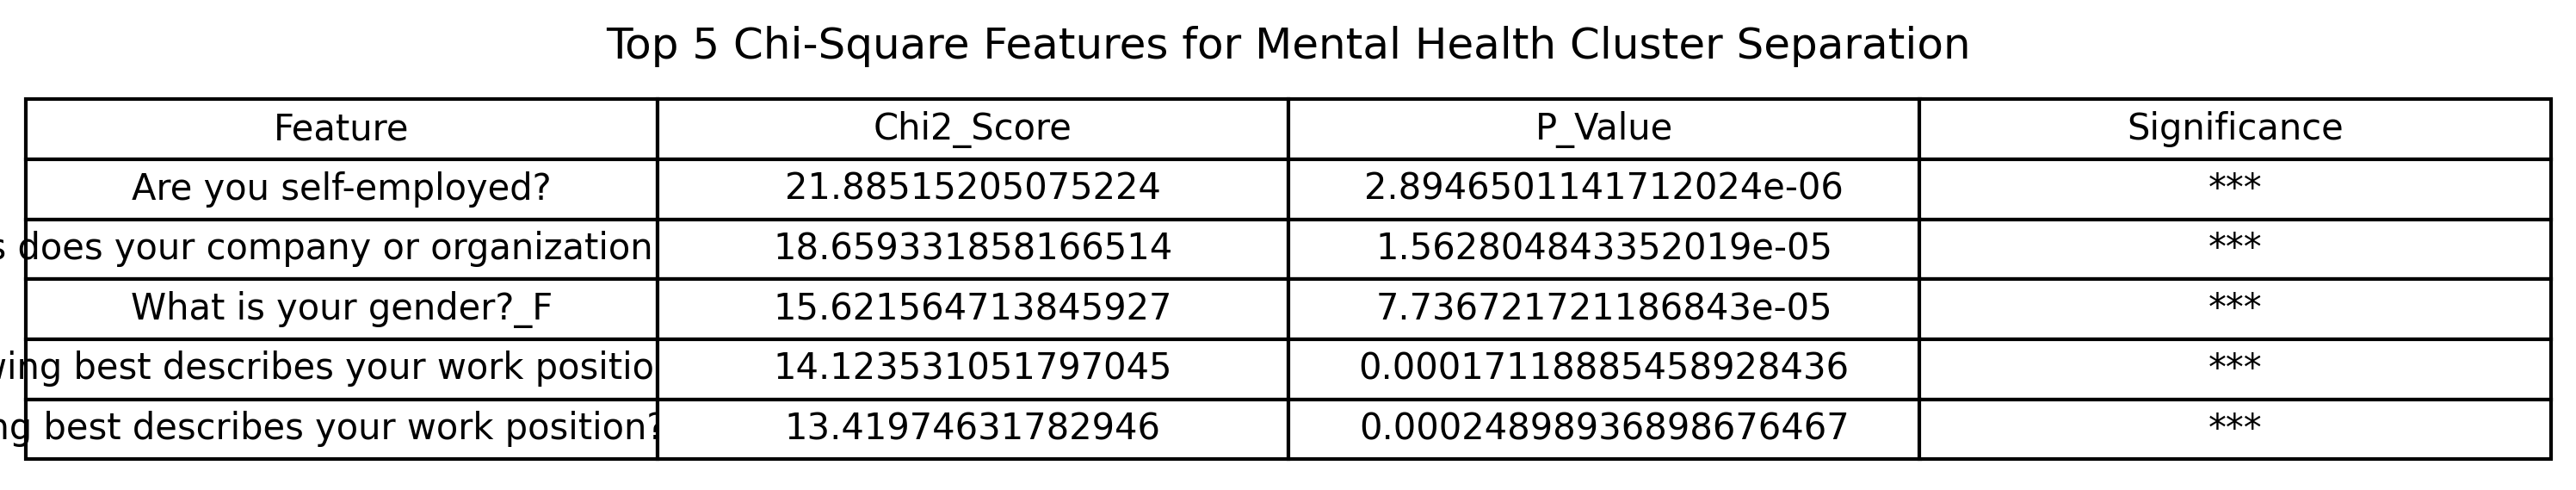 Top 5 Chi-Square Features for Mental Health Cluster Separation
Feature Chi2_Score P_Value Significance
Are you self-employed? 21.88515205075224 2.8946501141712024e-06 ***
does your company or organization 18.659331858166514 1.562804843352019e-05 ***
What is your gender?_F 15.621564713845927 7.736721721186843e-05 ***
best describes your work positio 14.123531051797045 0.00017118885458928436 ***
best describes your work position? 13.41974631782946 0.00024898936898676467 ***